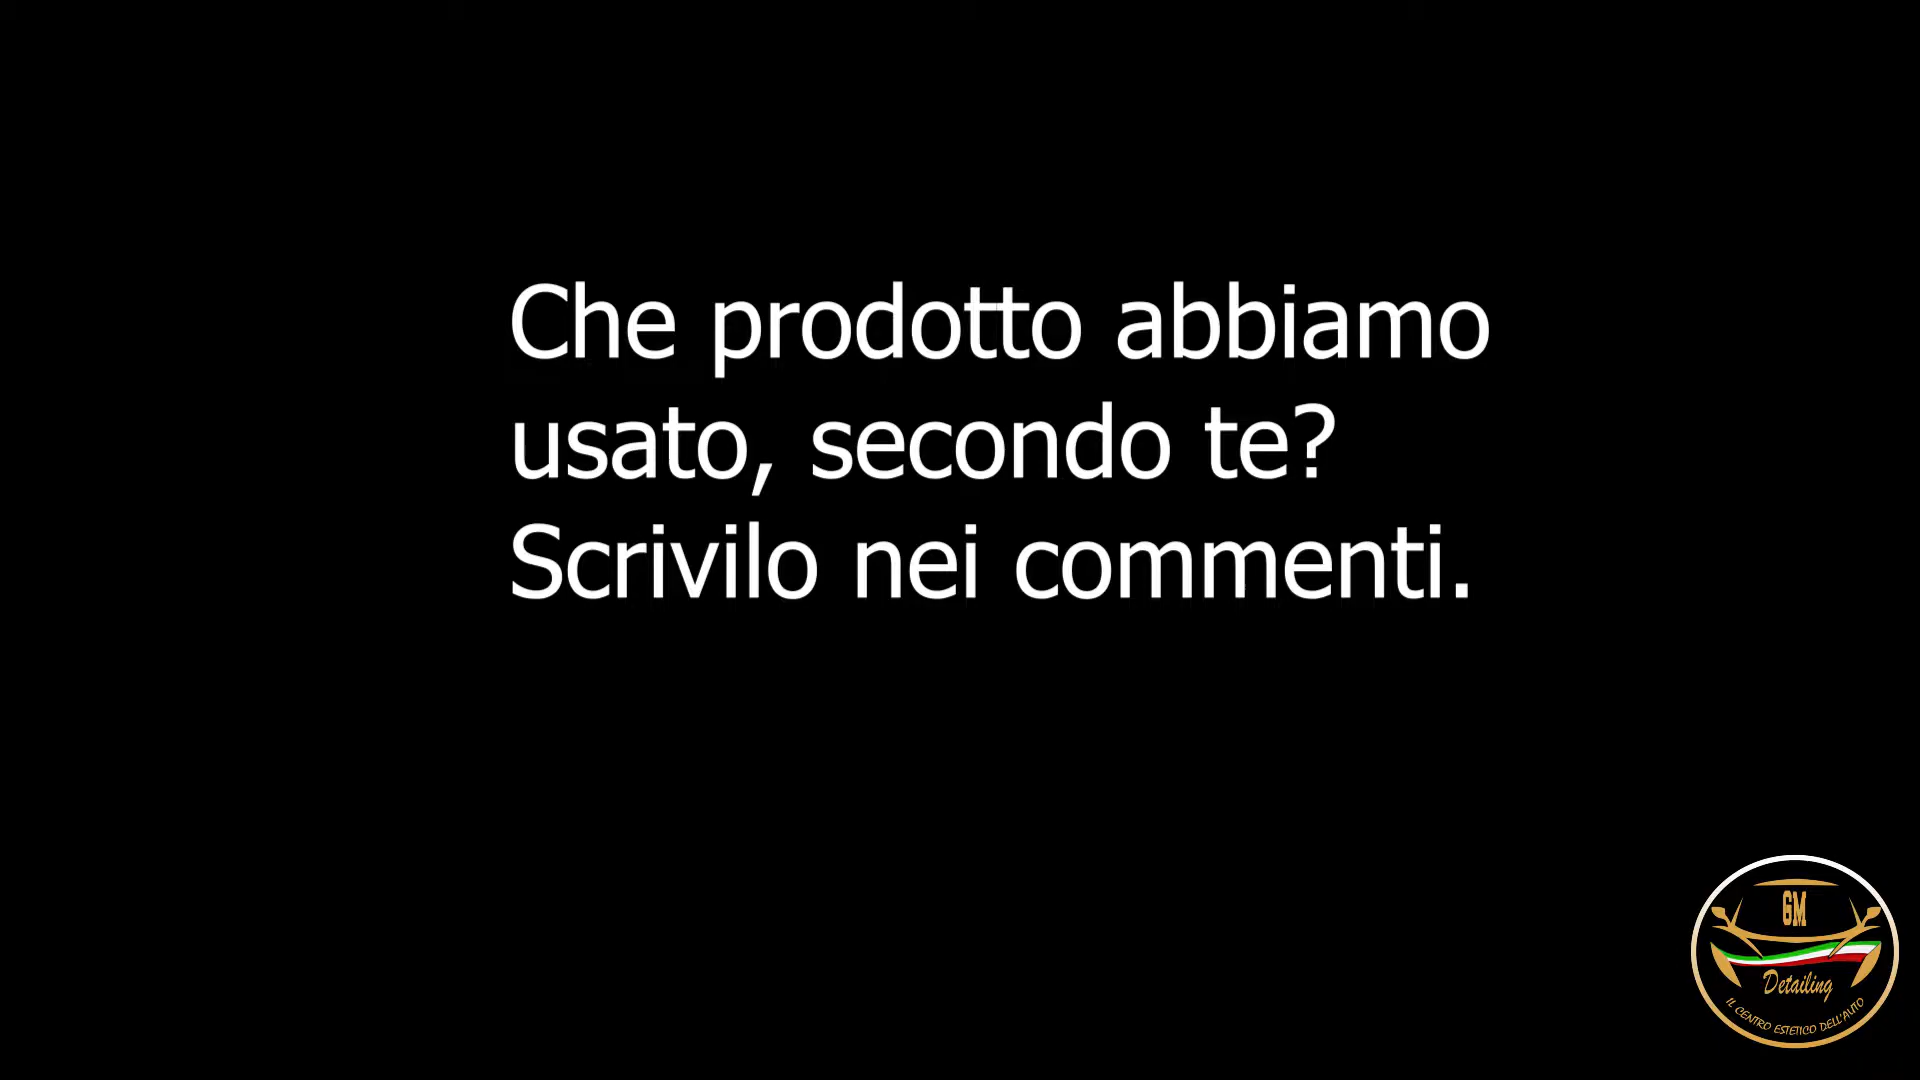 Che prodotto abbiamo
usato, secondo te?
Scrivilo nei commenti.
GM
Detailing
IL CENTRO ESTETICO DELL'AUTO